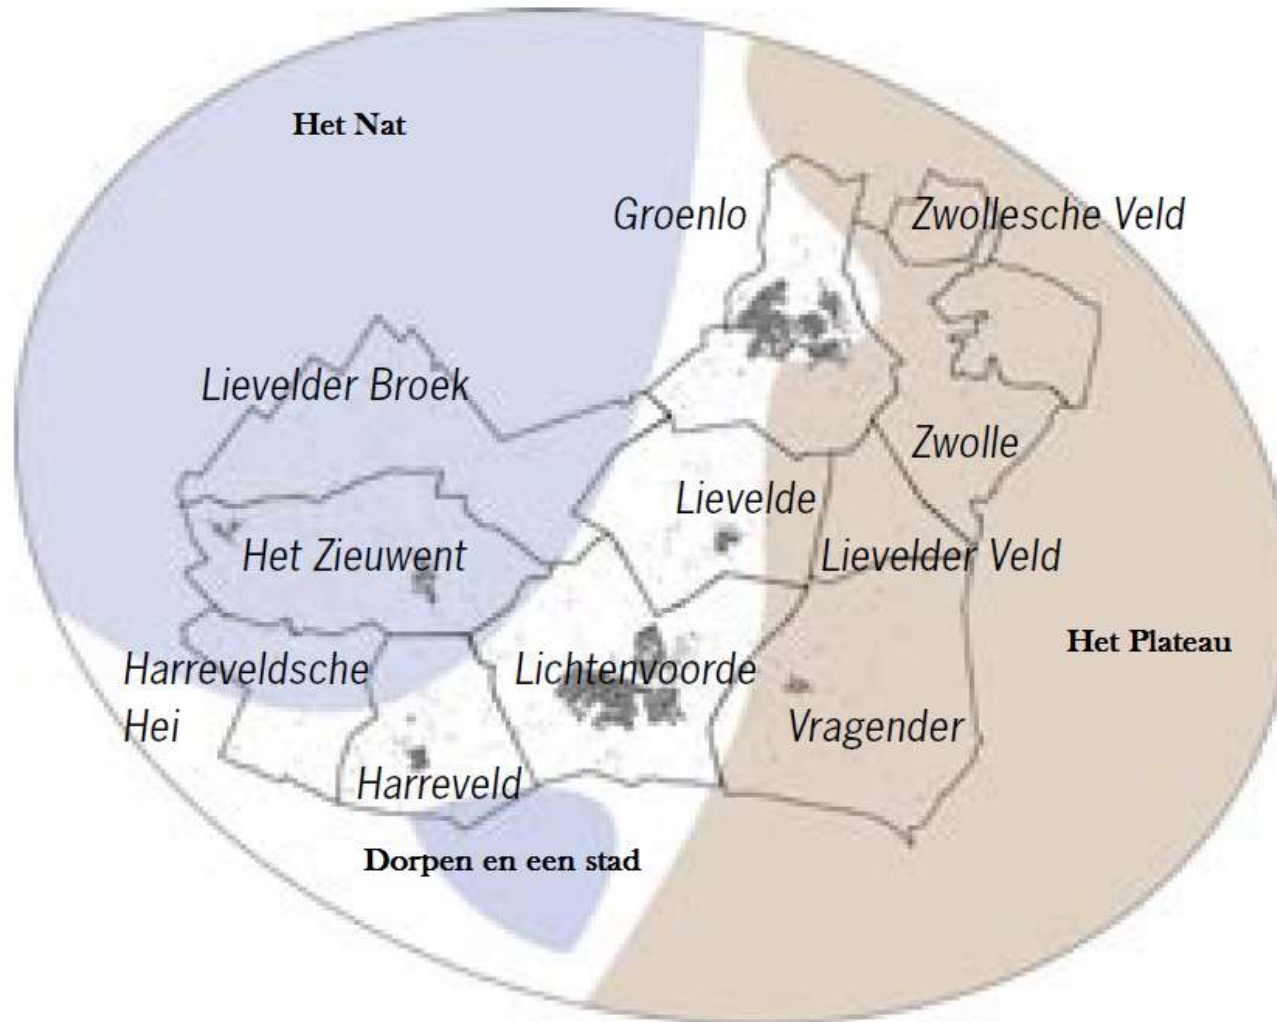 Het Nat
Groenlo
Zwollesche Veld
Lievelder Broek
Zwolle
Lievelde
Het Zieuwent
Lievelder Veld
Het Plateau
Harreveldsche
Hei
Lichtenvoorde
Vragender
Harreveld
Dorpen en een stad